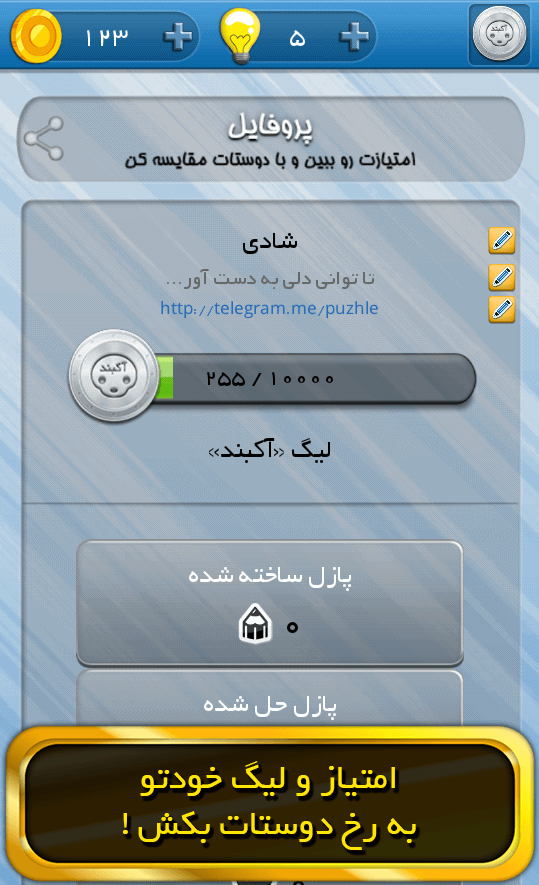 ۱۲۳
۵
آکبند
پروفایل
امتیازت رو ببین و با دوستات مقایسه کن
شادی
تا توانی دلی به دست آور...
http://telegram.me/puzhle
آکبند
۲۵۵ / ۱۰۰۰۰
لیگ «آکبند»
پازل ساخته شده
۰
پازل حل شده
امتیاز و لیگ خودتو
به رخ دوستات بکش !